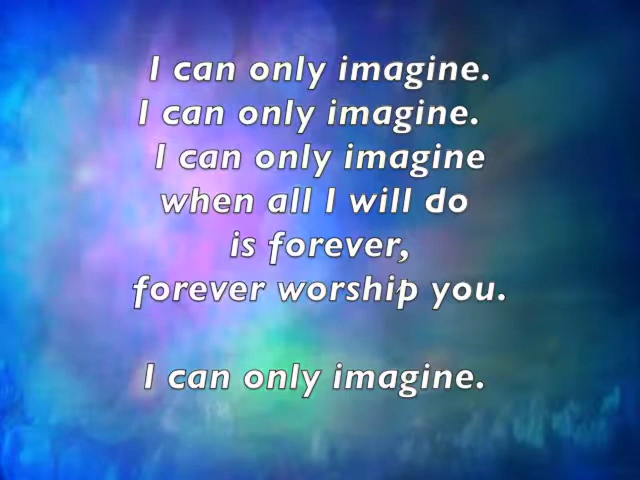 I can only imagine.
I can only imagine.
I can only imagine
when all I will do
is forever,
forever worship you.
I can only imagine.